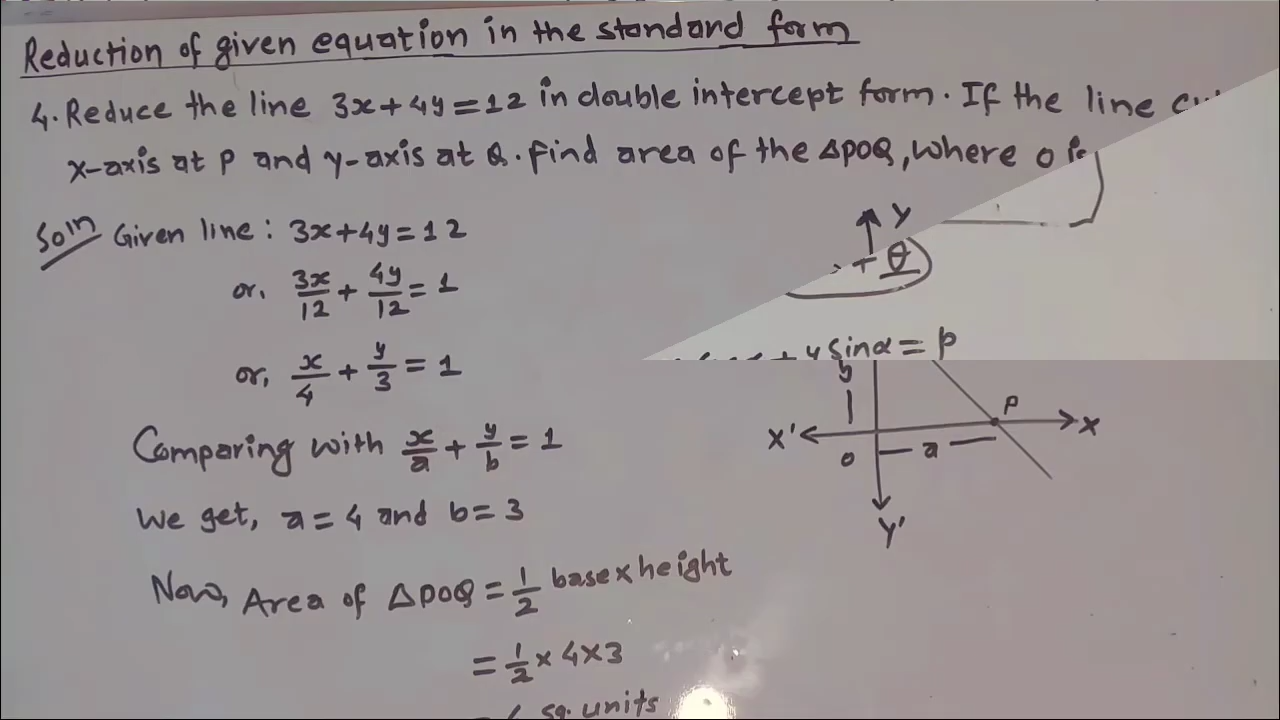 Reduction of given equation in the standard form
4. Reduce the line 3x+4y=12 in double intercept form. If the line
x-axis at P and y-axis at Q. find area of the ΔPOQ, where O is
Soln Given line: 3x+4y=12
or, 3x/12 + 4y/12 = 1
or, x/4 + y/3 = 1
Comparing with x/a + y/b = 1
We get, a=4 and b=3
Now, Area of ΔPOQ = 1/2 base×height
= 1/2 × 4×3
sq. units
Y
+ θ
+ y sinα = p
b
P
X' X
O a
Y'